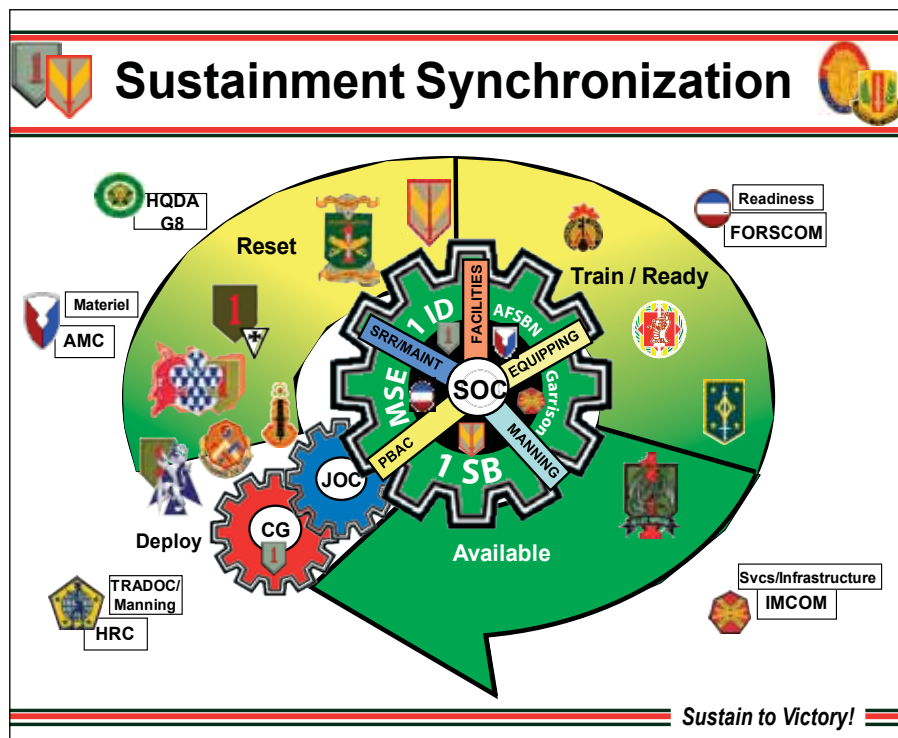 Sustainment Synchronization
HQDA
G8
Readiness
FORSCOM
Reset
Train / Ready
Materiel
AMC
1 ID
FACILITIES
AFSBN
SRR/MAINT
EQUIPPING
MSE
SOC
Garrison
PBAC
MANNING
1 SB
JOC
CG
Deploy
Available
TRADOC/
Manning
HRC
Svcs/Infrastructure
IMCOM
Sustain to Victory!